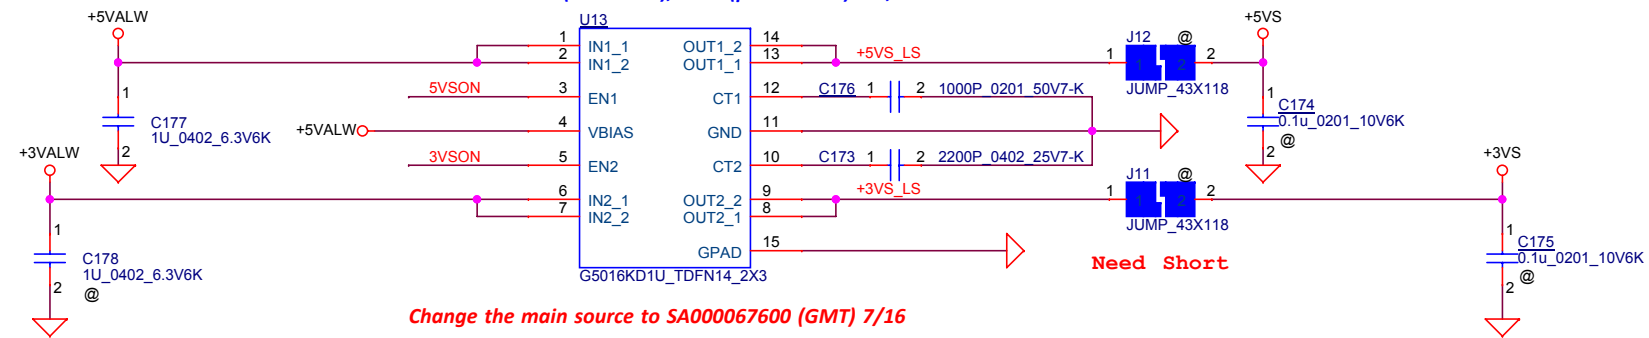 +5VALW
U13
+5VS
1 IN1_1 OUT1_2 14
2 IN1_2 OUT1_1 13
+5VS_LS
1 J12 @ 2
1 2
JUMP_43X118
5VSON 3 EN1 CT1 12 C176 1 2 1000P_0201_50V7-K
1
C177
1U_0402_6.3V6K
2
1
C174
0.1u_0201_10V6K
@
2
+5VALW 4 VBIAS GND 11
+3VALW
3VSON 5 EN2 CT2 10 C173 1 2 2200P_0402_25V7-K
+3VS
6 IN2_1 OUT2_2 9
7 IN2_2 OUT2_1 8
+3VS_LS
1 J11 @ 2
1 2
JUMP_43X118
GPAD 15
G5016KD1U_TDFN14_2X3
1
C178
1U_0402_6.3V6K
2 @
Need Short
1
C175
0.1u_0201_10V6K
2 @
Change the main source to SA000067600 (GMT) 7/16